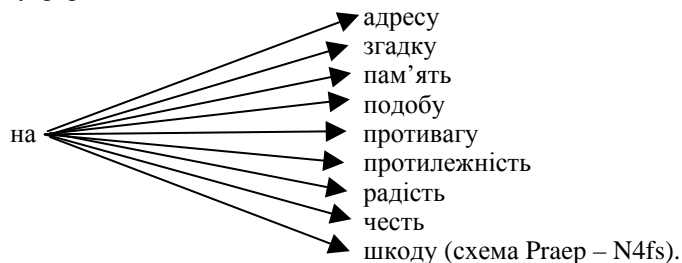 адресу
згадку
пам’ять
подобу
на противагу
протилежність
радість
честь
шкоду (схема Praep – N4fs).